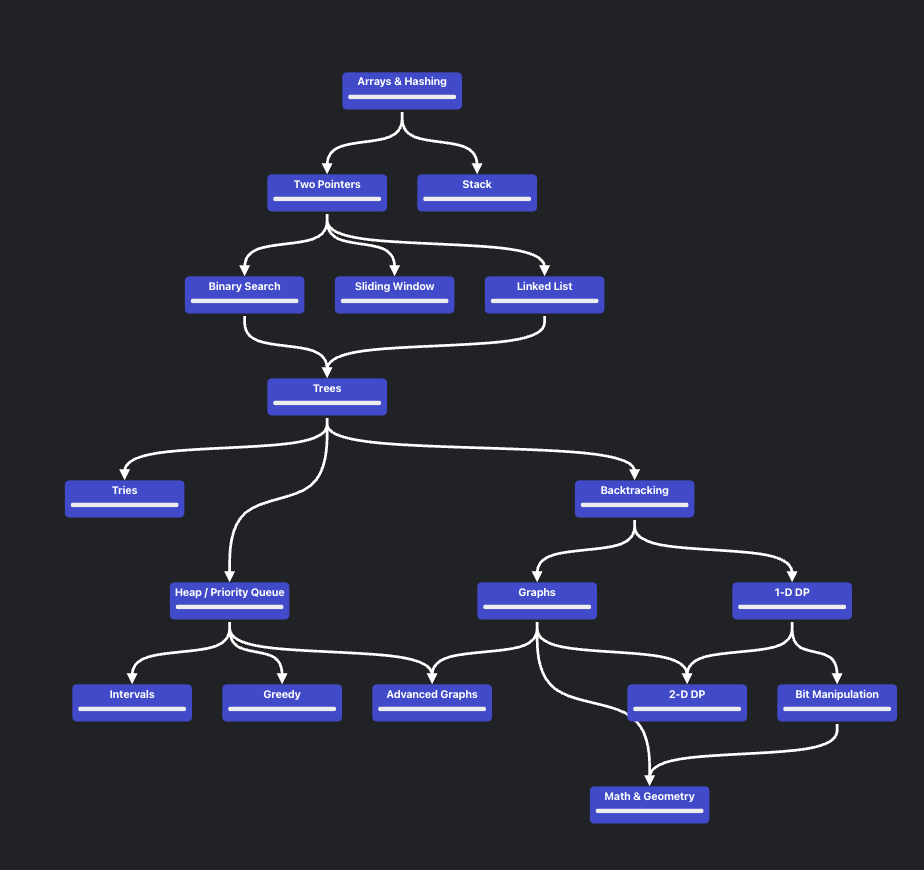 Arrays & Hashing
Two Pointers
Stack
Binary Search
Sliding Window
Linked List
Trees
Tries
Backtracking
Heap / Priority Queue
Graphs
1-D DP
Intervals
Greedy
Advanced Graphs
2-D DP
Bit Manipulation
Math & Geometry